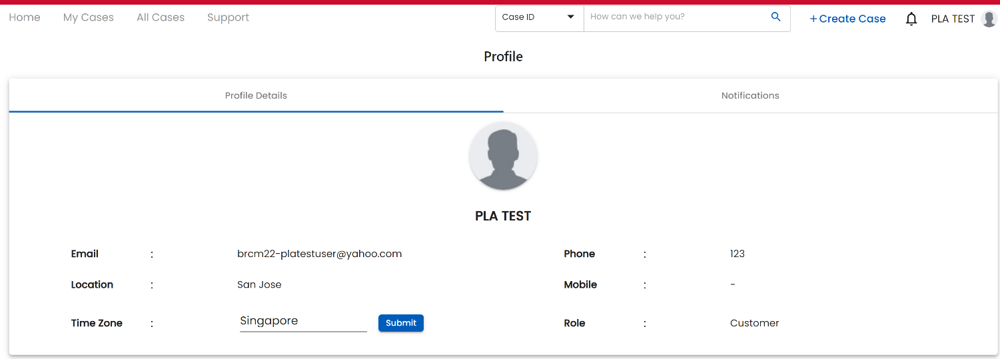 Home My Cases All Cases Support Case ID How can we help you? +Create Case PLA TEST
Profile
Profile Details Notifications
PLA TEST
Email : brcm22-platestuser@yahoo.com Phone : 123
Location : San Jose Mobile : -
Time Zone : Singapore Submit Role : Customer